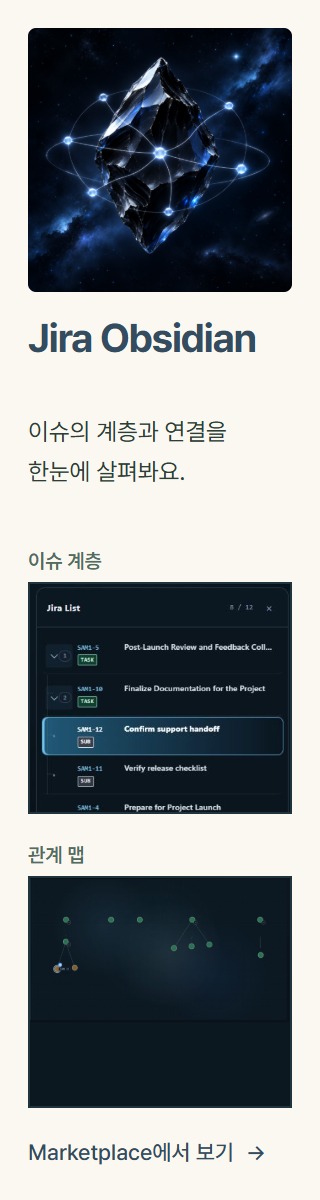 Jira Obsidian
이슈의 계층과 연결을
한눈에 살펴봐요.
이슈 계층
Jira List 8 / 12 ×
1 SAM1-5 Post-Launch Review and Feedback Coll...
TASK
2 SAM1-10 Finalize Documentation for the Project
TASK
SAM1-12 Confirm support handoff
SUB
SAM1-11 Verify release checklist
SUB
SAM1-4 Prepare for Project Launch
관계 맵
Marketplace에서 보기 →